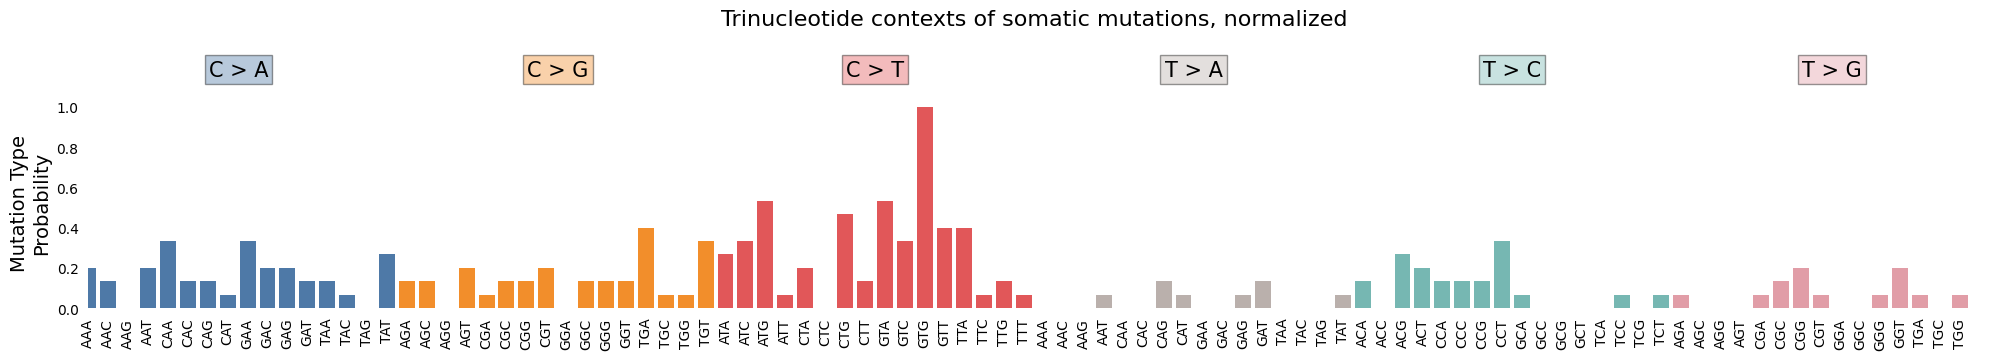 Trinucleotide contexts of somatic mutations, normalized
C > A
C > G
C > T
T > A
T > C
T > G
Mutation Type
Probability
1.0
0.8
0.6
0.4
0.2
0.0
AAA AAC AAG AAT CAA CAC CAG CAT GAA GAC GAG GAT TAA TAC TAG TAT AGA AGC AGG AGT CGA CGC CGG CGT GGA GGC GGG GGT TGA TGC TGG TGT ATA ATC ATG ATT CTA CTC CTG CTT GTA GTC GTG GTT TTA TTC TTG TTT AAA AAC AAG AAT CAA CAC CAG CAT GAA GAC GAG GAT TAA TAC TAG TAT ACA ACC ACG ACT CCA CCC CCG CCT GCA GCC GCG GCT TCA TCC TCG TCT AGA AGC AGG AGT CGA CGC CGG CGT GGA GGC GGG GGT TGA TGC TGG